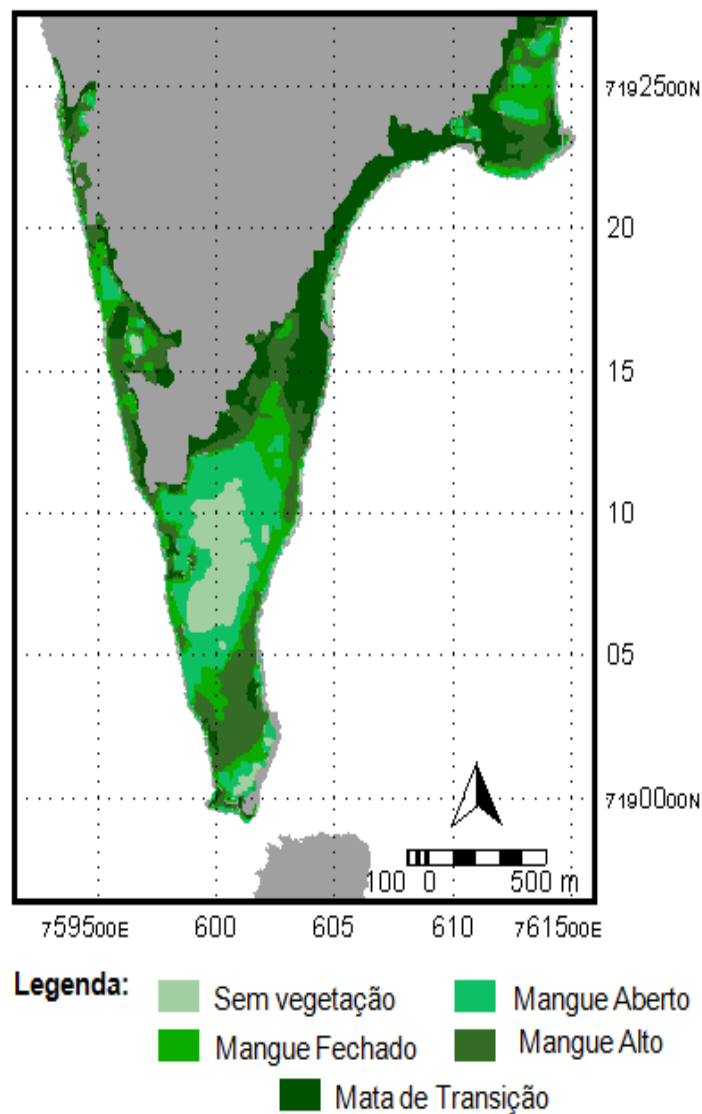 7192500N
20
15
10
05
7190000N
100 0 500 m
759500E 600 605 610 761500E
Legenda:
Sem vegetação Mangue Aberto
Mangue Fechado Mangue Alto
Mata de Transição